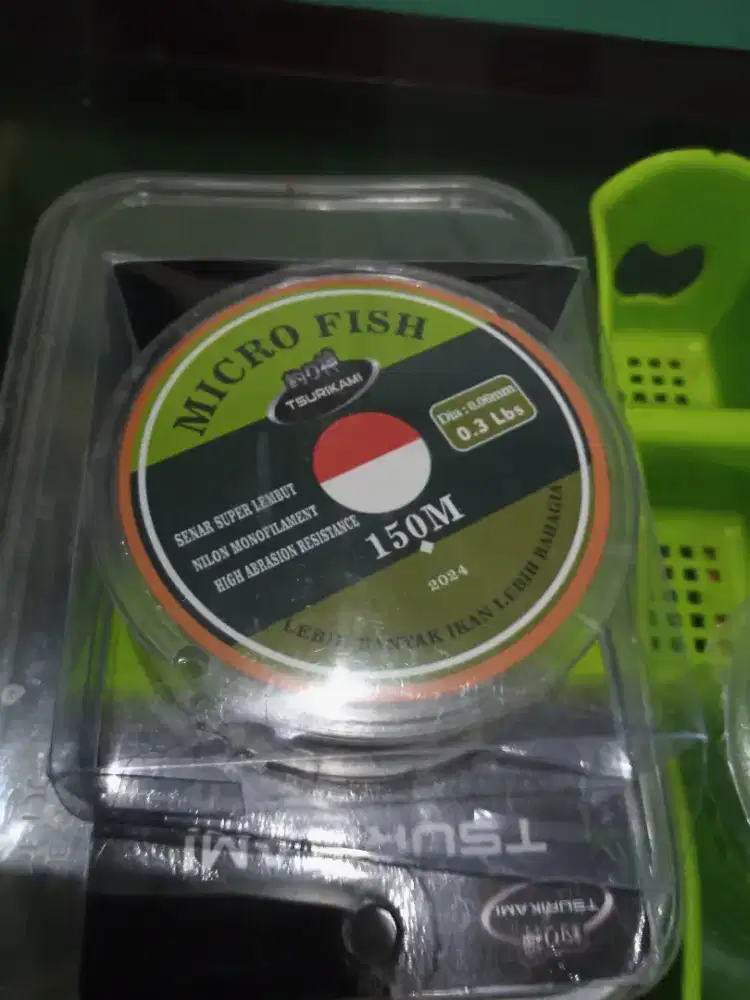 MICRO FISH
TSURIKAMI
Dia : 0.06mm
0.3 Lbs
SENAR SUPER LEMBUT
NILON MONOFILAMENT
HIGH ABRASION RESISTANCE
150M
2024
LEBIH BANYAK IKAN LEBIH BAHAGIA
TSURIKAMI
TSURIKAMI